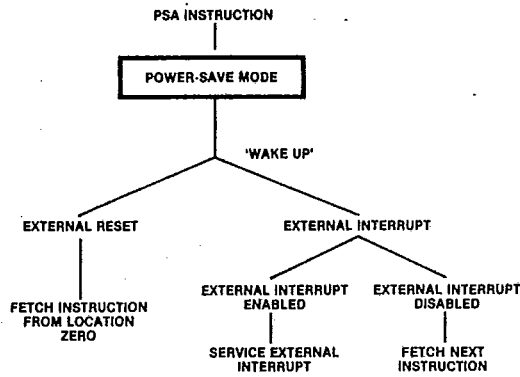 PSA INSTRUCTION
POWER-SAVE MODE
'WAKE UP'
EXTERNAL RESET
EXTERNAL INTERRUPT
FETCH INSTRUCTION
FROM LOCATION
ZERO
EXTERNAL INTERRUPT
ENABLED
EXTERNAL INTERRUPT
DISABLED
SERVICE EXTERNAL
INTERRUPT
FETCH NEXT
INSTRUCTION